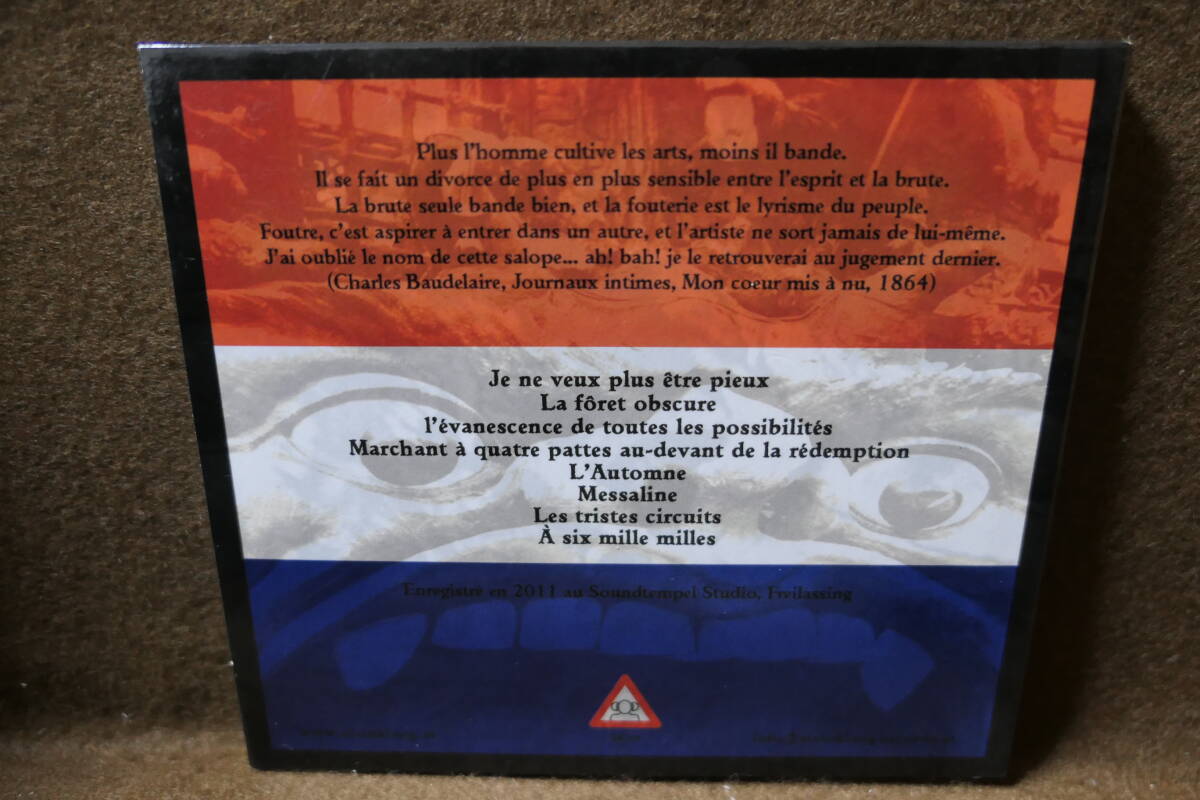 Plus l'homme cultive les arts, moins il bande.
Il se fait un divorce de plus en plus sensible entre l'esprit et la brute.
La brute seule bande bien, et la fouterie est le lyrisme du peuple.
Foutre, c'est aspirer à entrer dans un autre, et l'artiste ne sort jamais de lui-même.
J'ai oublié le nom de cette salope... ah! bah! je le retrouverai au jugement dernier.
(Charles Baudelaire, Journaux intimes, Mon coeur mis à nu, 1864)
Je ne veux plus être pieux
La fôret obscure
l'évanescence de toutes les possibilités
Marchant à quatre pattes au-devant de la rédemption
L'Automne
Messaline
Les tristes circuits
À six mille milles
Enregistré en 2011 au Soundtempel Studio, Freilassing